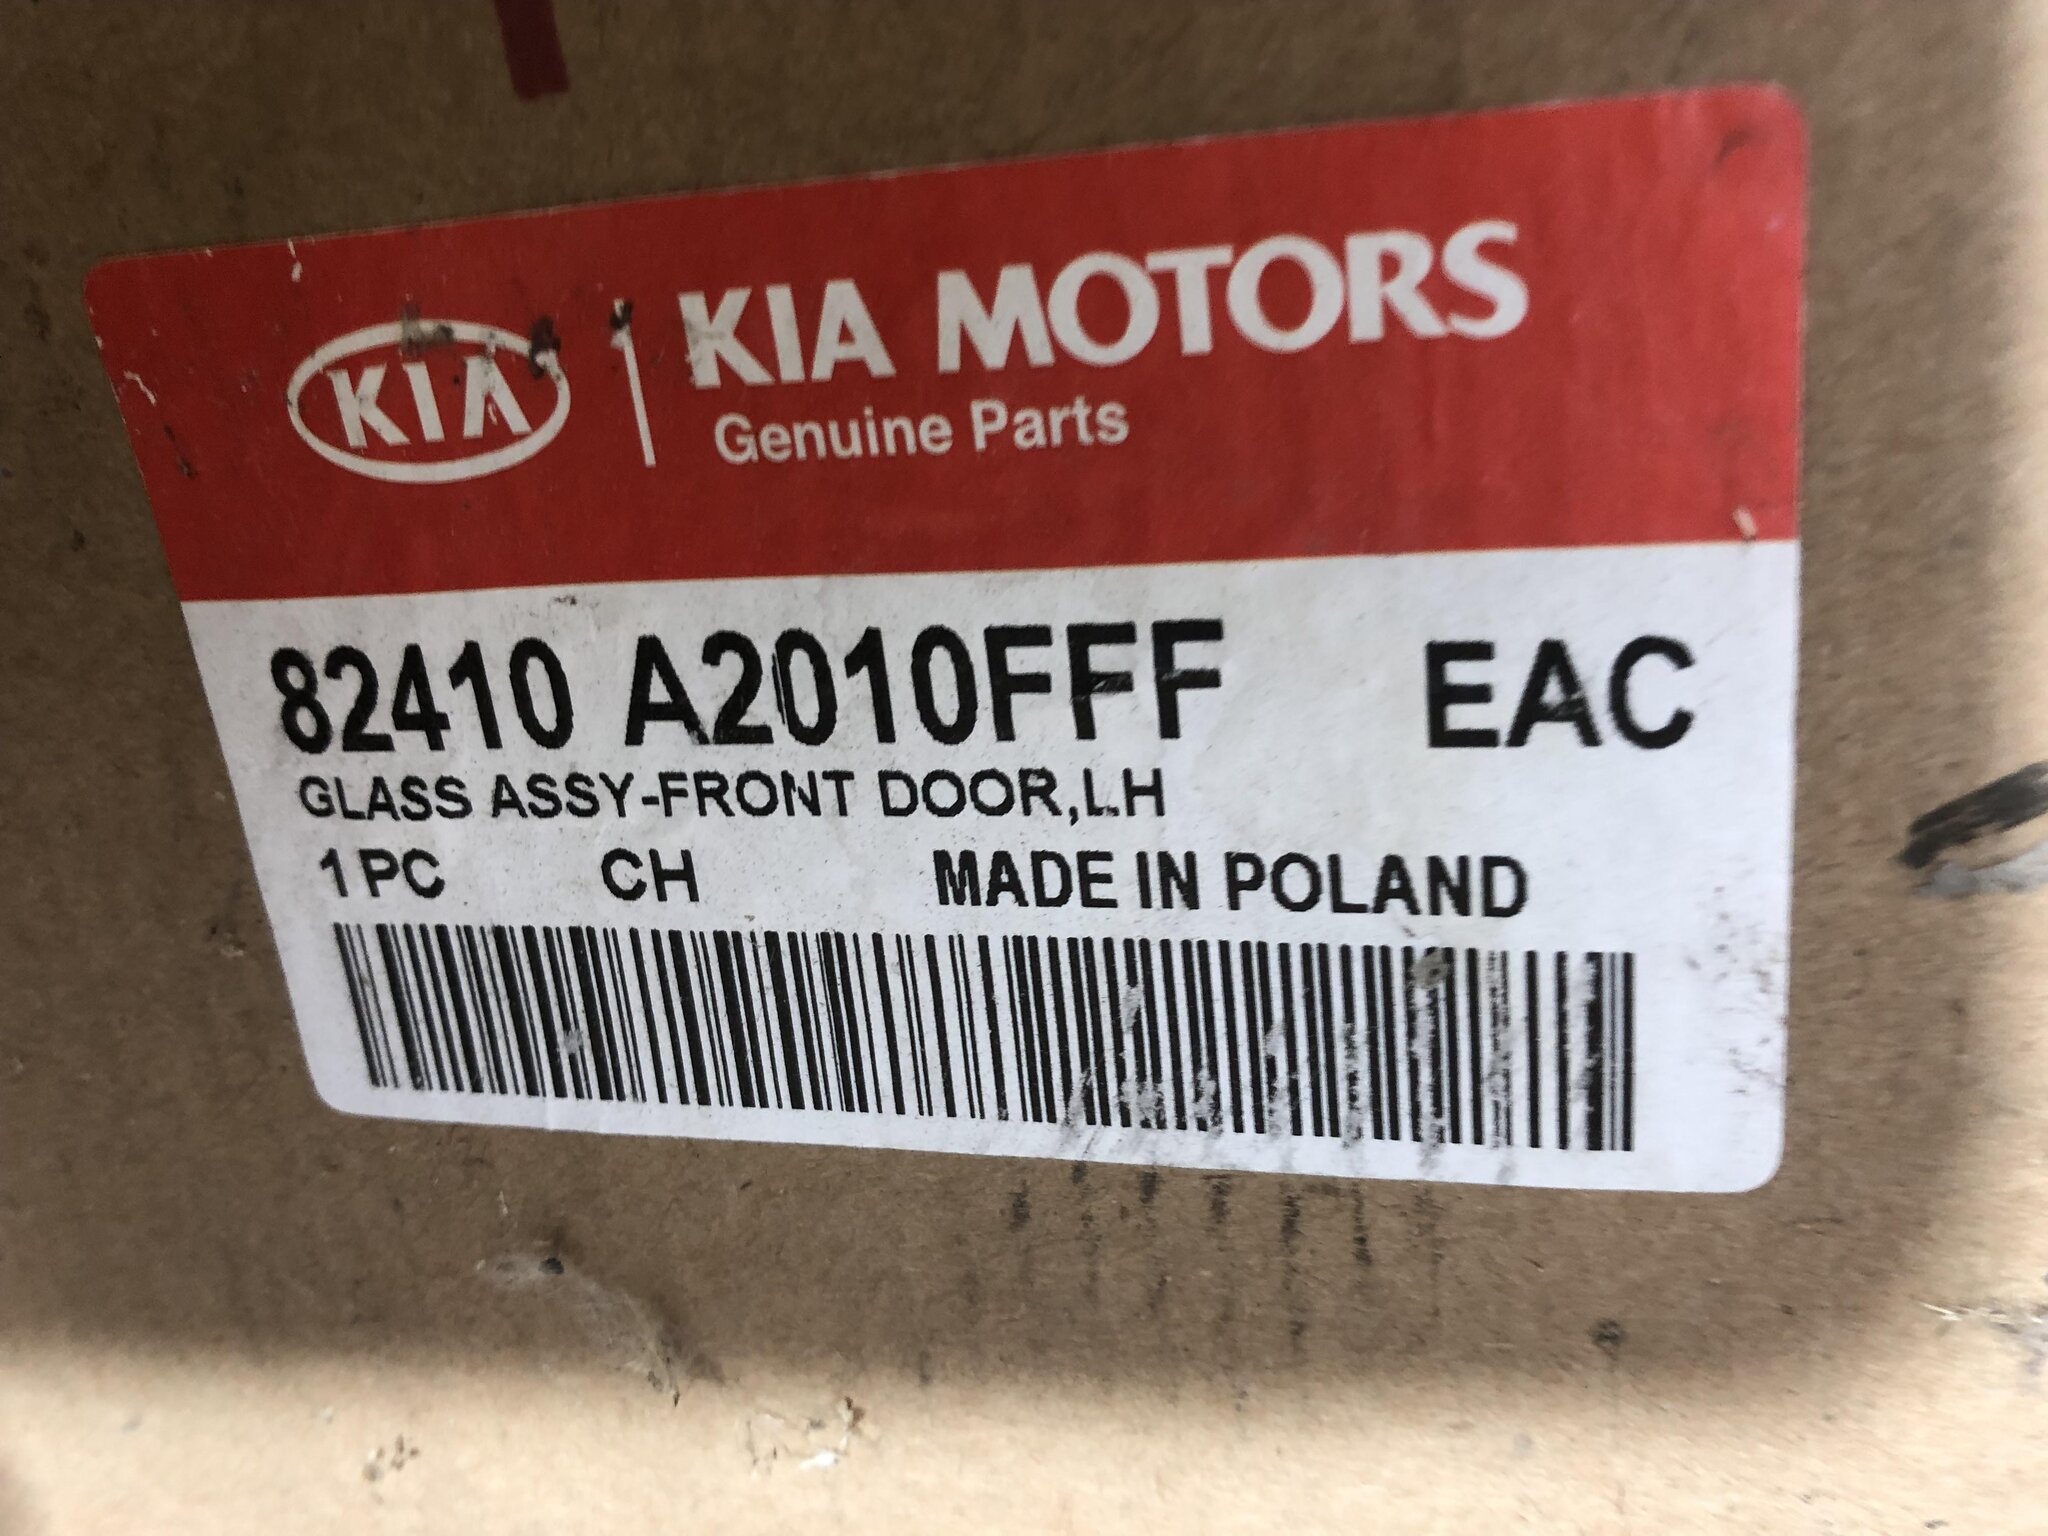 KIA KIA MOTORS
Genuine Parts
82410 A2010FFF EAC
GLASS ASSY-FRONT DOOR,LH
1 PC CH MADE IN POLAND